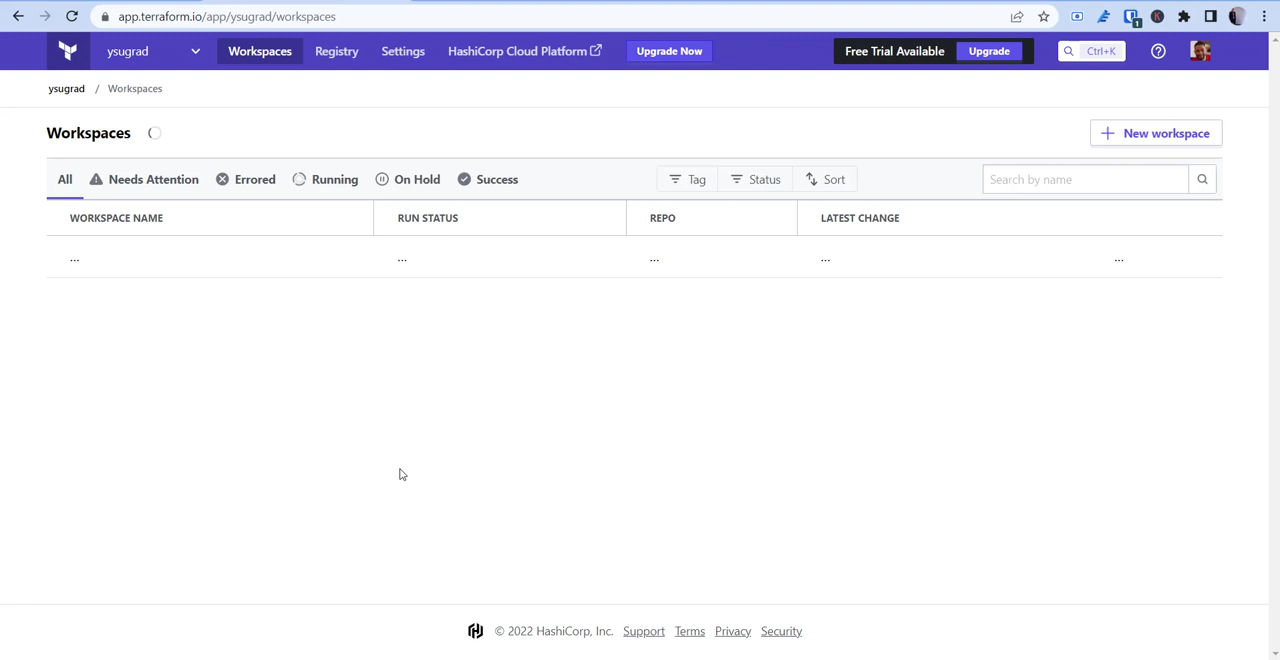 app.terraform.io/app/ysugrad/workspaces
1
ysugrad
Workspaces
Registry
Settings
HashiCorp Cloud Platform
Upgrade Now
Free Trial Available
Upgrade
Ctrl+K
ysugrad / Workspaces
Workspaces
New workspace
All
Needs Attention
Errored
Running
On Hold
Success
Tag
Status
Sort
Search by name
WORKSPACE NAME
RUN STATUS
REPO
LATEST CHANGE
... ... ... ... ...
© 2022 HashiCorp, Inc. Support Terms Privacy Security